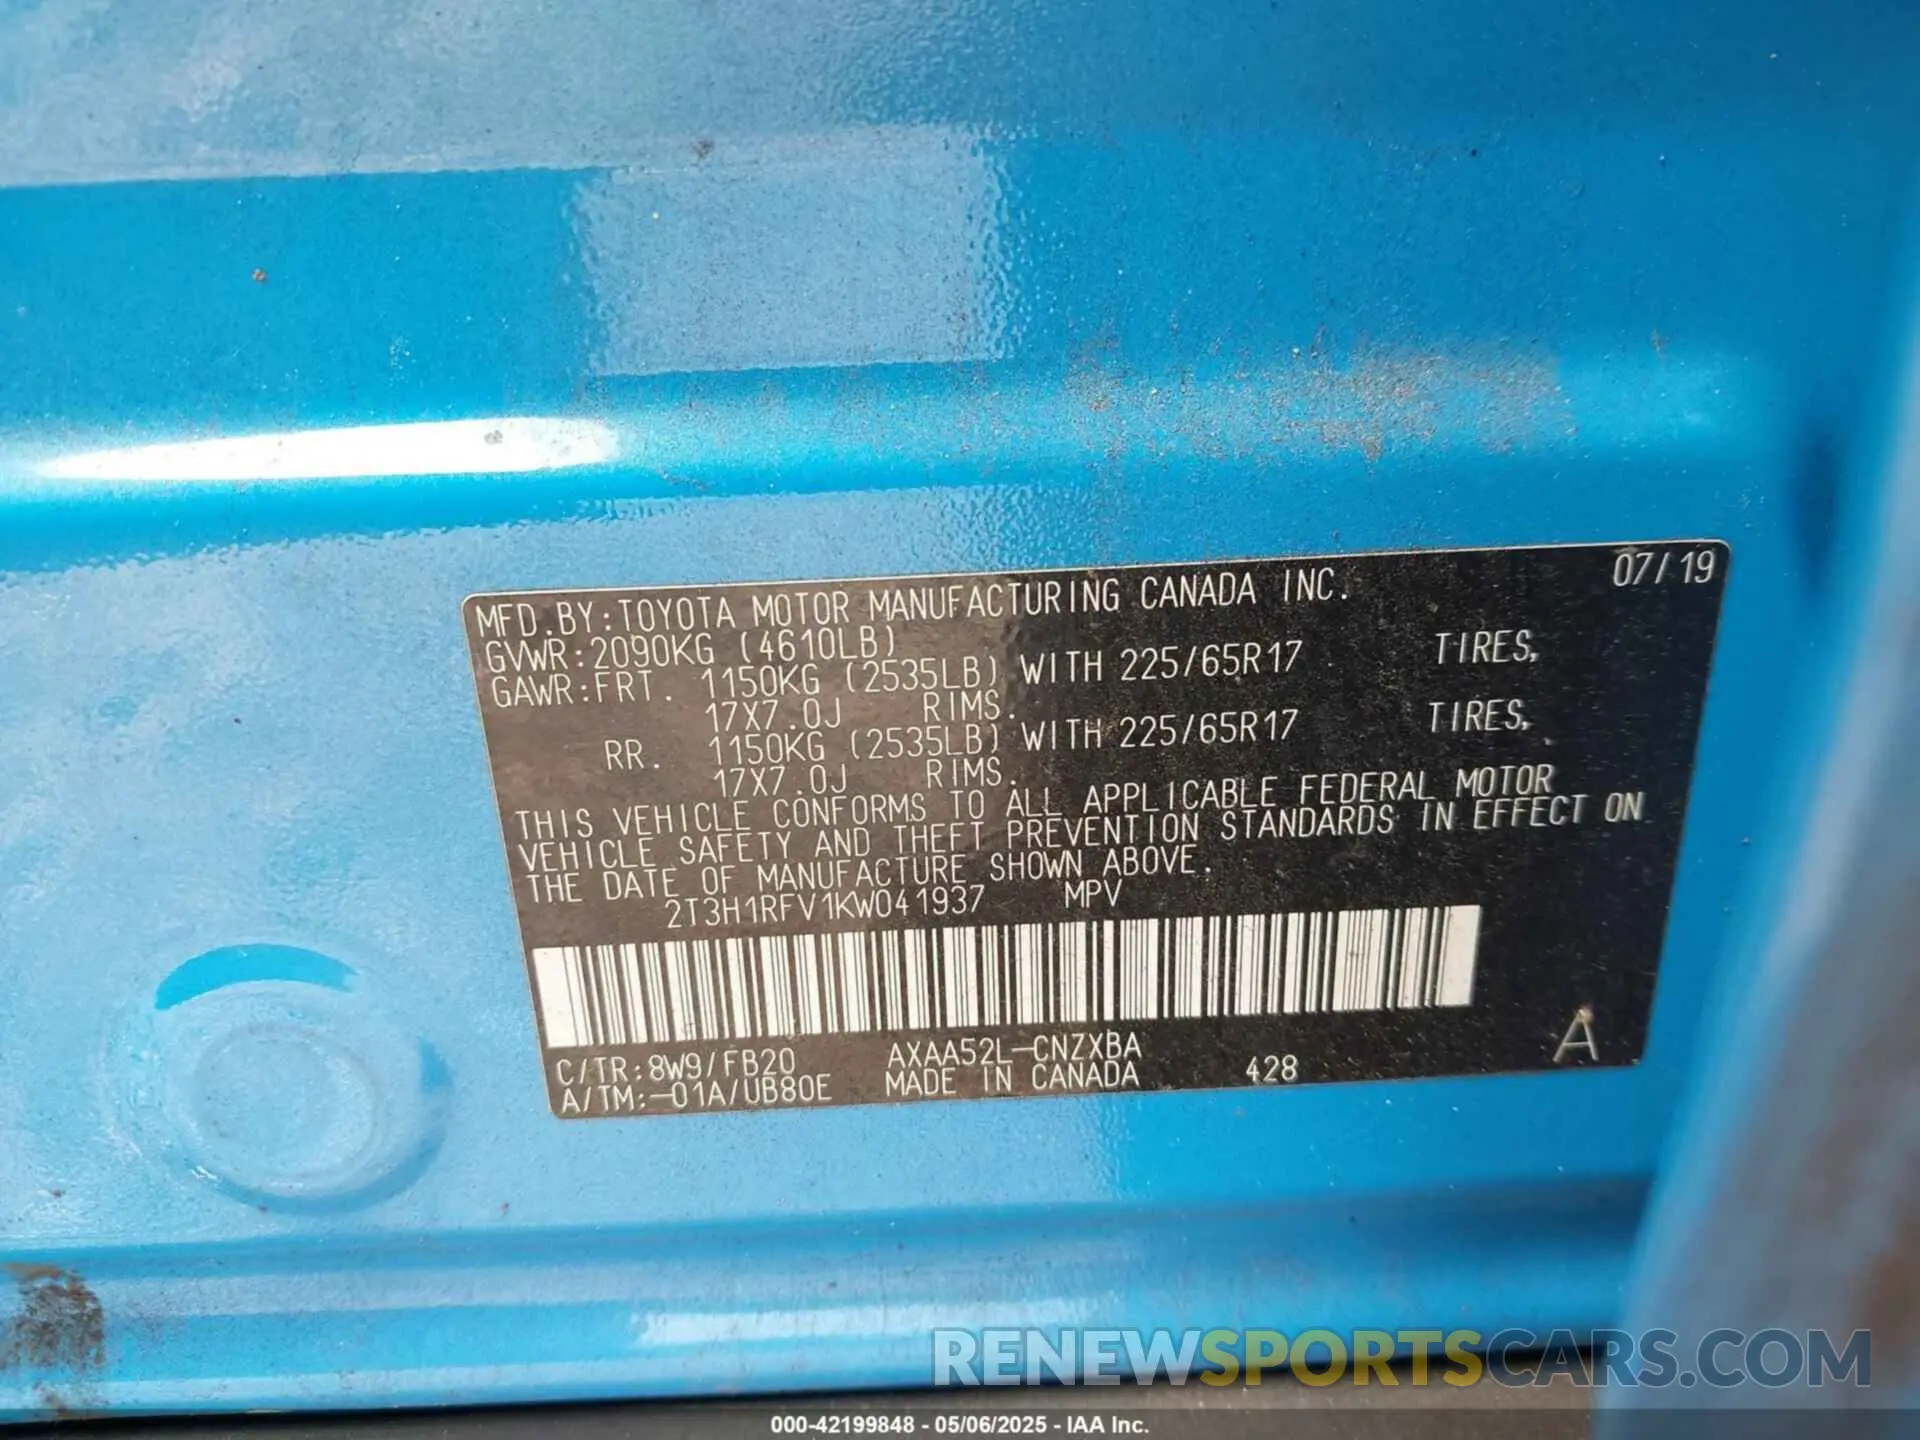 07/19
MFD.BY:TOYOTA MOTOR MANUFACTURING CANADA INC.
GVWR:2090KG (4610LB)
GAWR:FRT. 1150KG (2535LB) WITH 225/65R17 TIRES,
17X7.0J RIMS.
RR. 1150KG (2535LB) WITH 225/65R17 TIRES,
17X7.0J RIMS.
THIS VEHICLE CONFORMS TO ALL APPLICABLE FEDERAL MOTOR
VEHICLE SAFETY AND THEFT PREVENTION STANDARDS IN EFFECT ON
THE DATE OF MANUFACTURE SHOWN ABOVE.
2T3H1RFV1KW041937 MPV
C/TR:8W9/FB20 AXAA52L-CNZXBA
A/TM:-01A/UB80E MADE IN CANADA 428 A
RENEWSPORTSCARS.COM
000-42199848 - 05/06/2025 - IAA Inc.